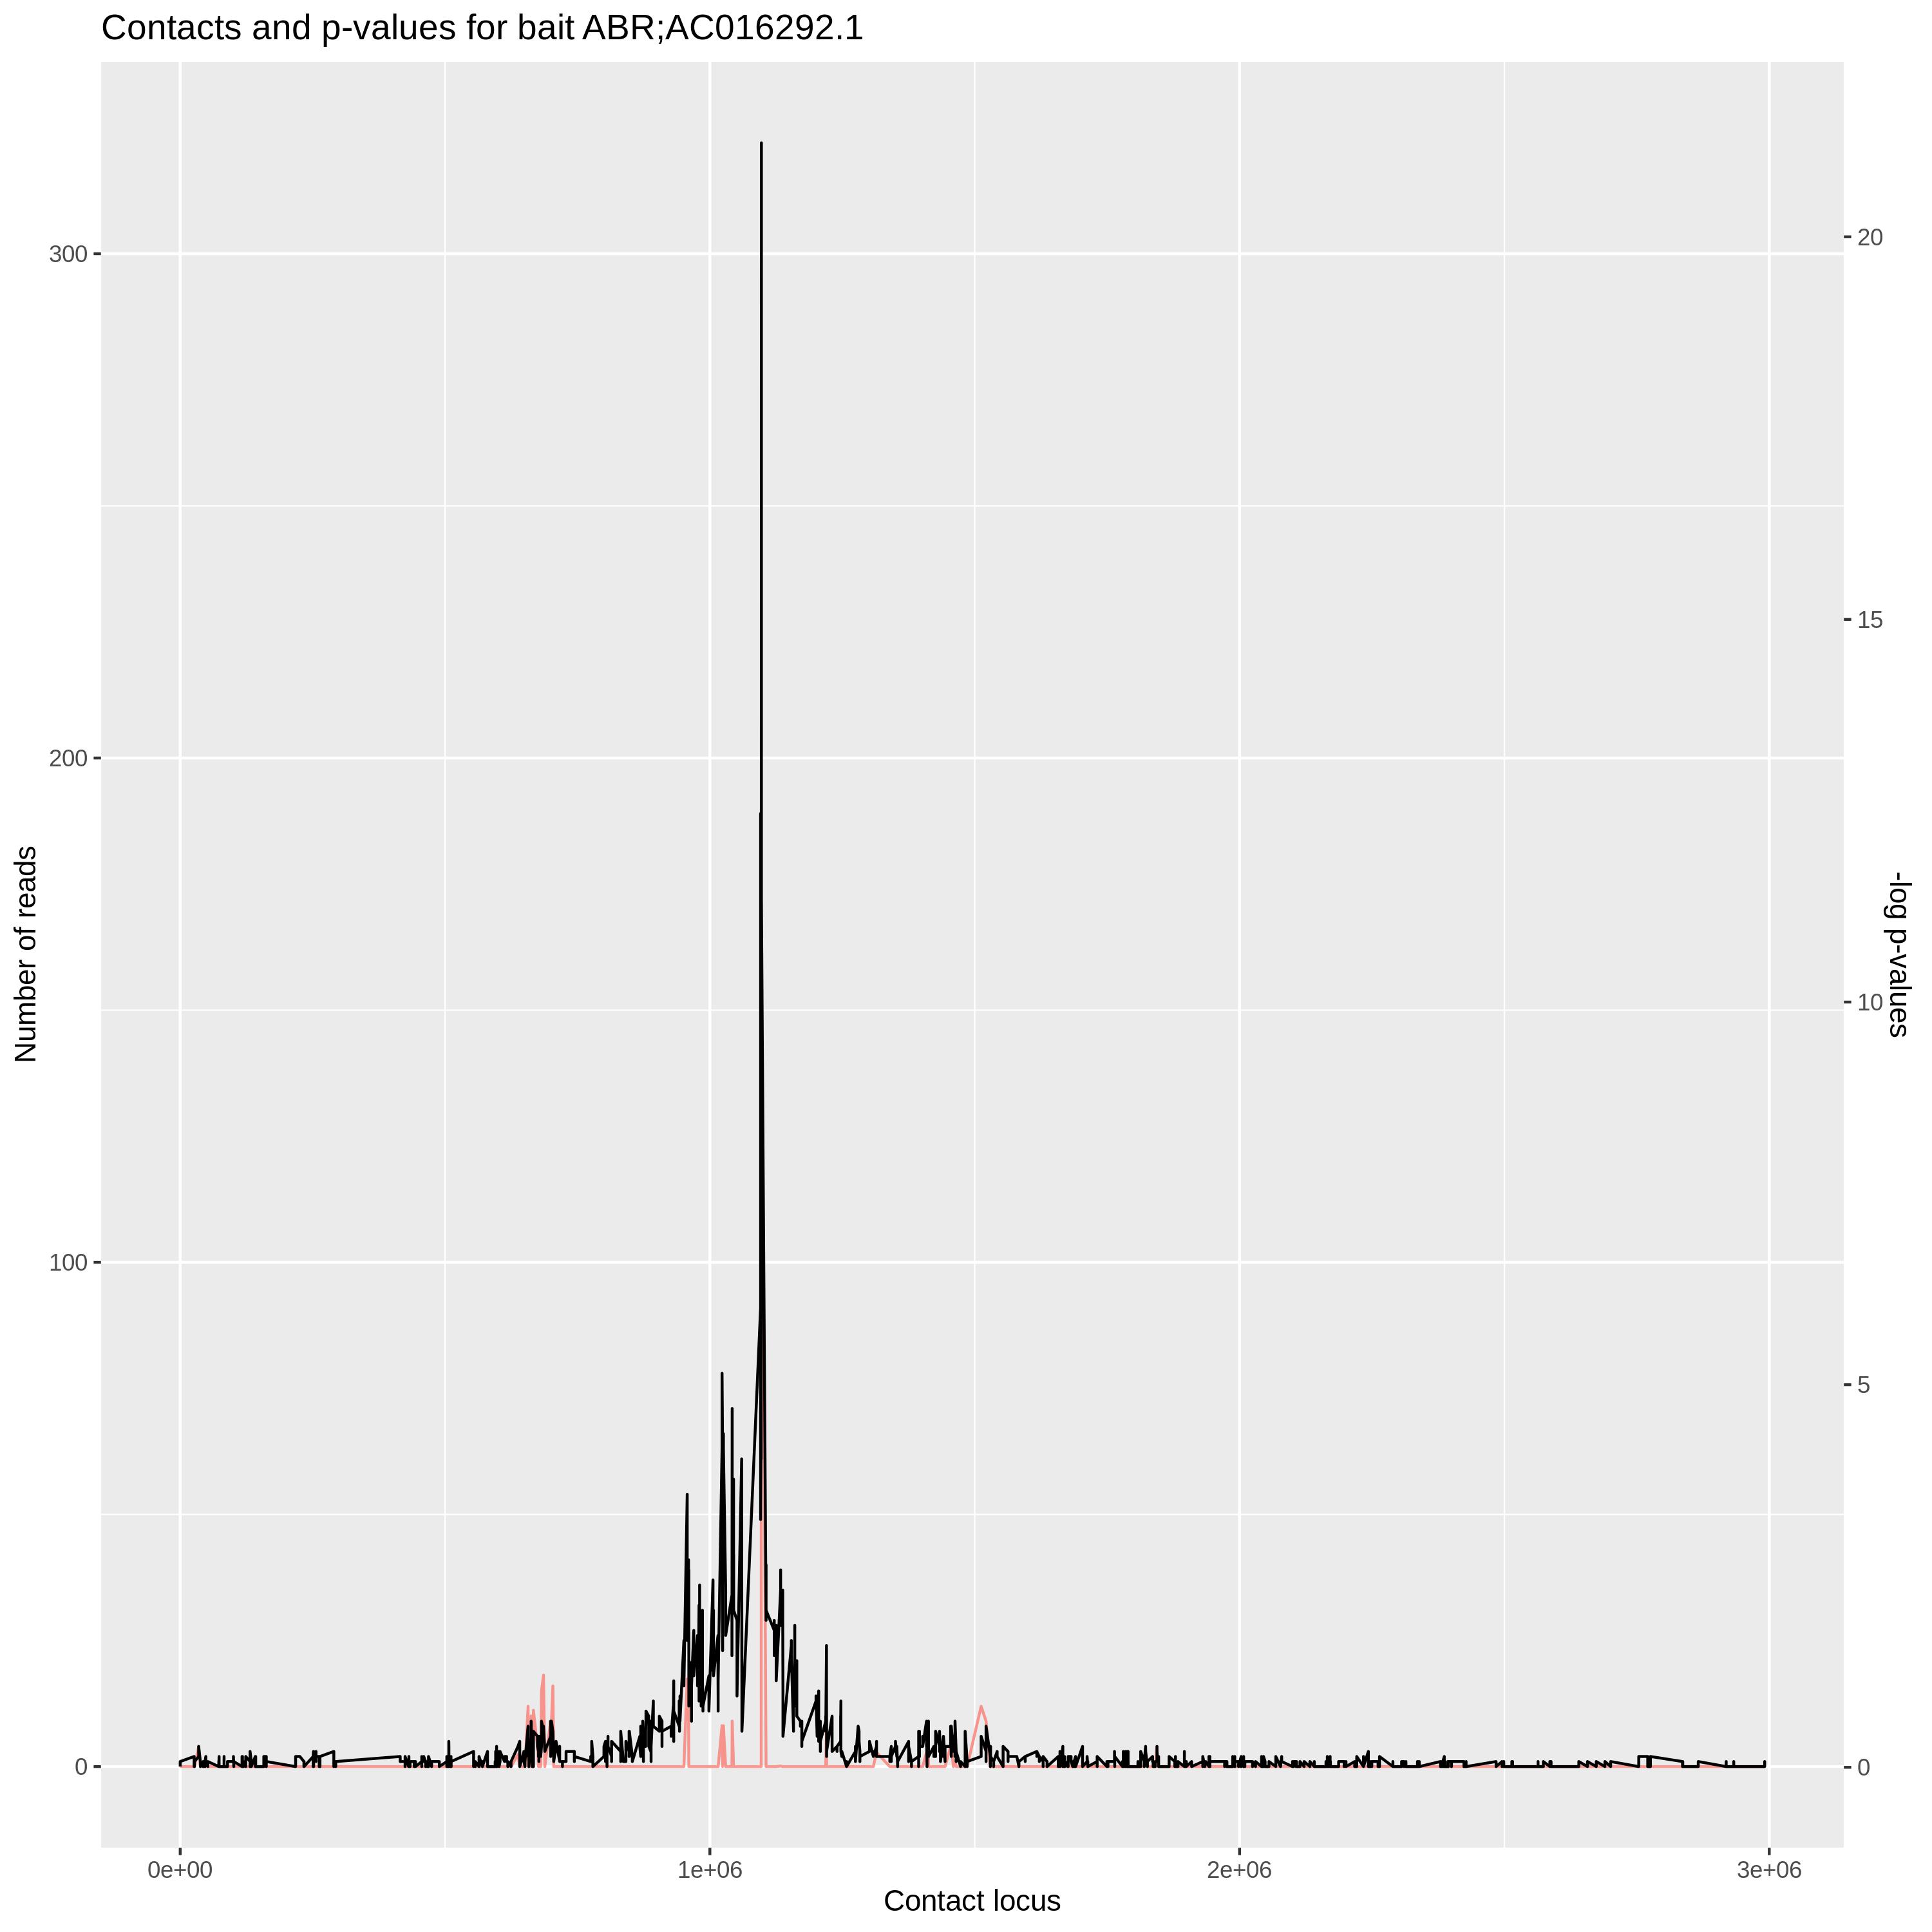 Contacts and p-values for bait ABR;AC016292.1
300
200
100
0
Number of reads
20
15
10
5
0
-log p-values
0e+00
1e+06
2e+06
3e+06
Contact locus